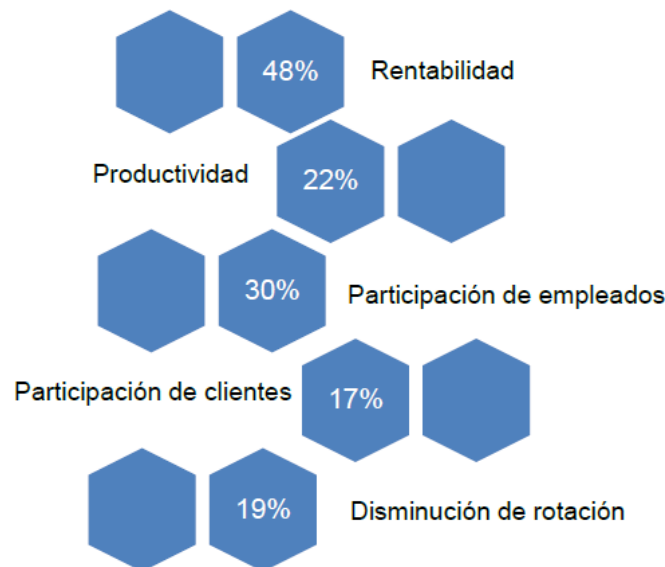 48%
Rentabilidad
Productividad
22%
30%
Participación de empleados
Participación de clientes
17%
19%
Disminución de rotación